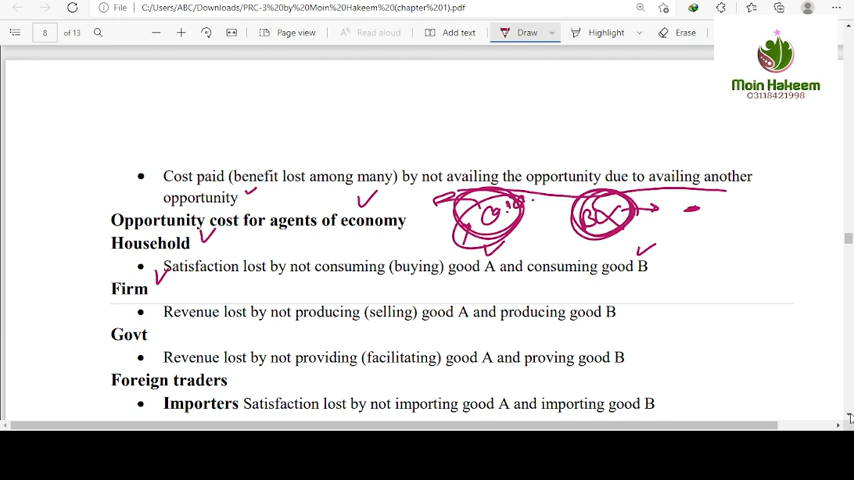 File
C:/Users/ABC/Downloads/PRC-3%20by%20Moin%20Hakeem%20(chapter%201).pdf
8 of 13
Page view
Read aloud
Add text
Draw
Highlight
Erase
Moin Hakeem
03118421998
• Cost paid (benefit lost among many) by not availing the opportunity due to availing another
opportunity
Opportunity cost for agents of economy
Household
• Satisfaction lost by not consuming (buying) good A and consuming good B
Firm
• Revenue lost by not producing (selling) good A and producing good B
Govt
• Revenue lost by not providing (facilitating) good A and proving good B
Foreign traders
• Importers Satisfaction lost by not importing good A and importing good B